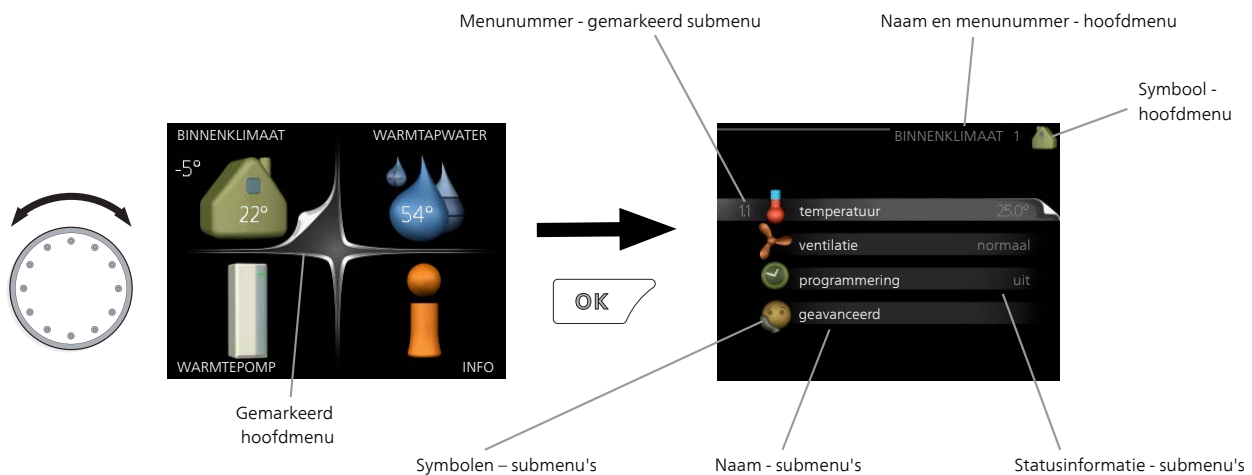 Menunummer - gemarkeerd submenu
Naam en menunummer - hoofdmenu
Symbool -
hoofdmenu
BINNENKLIMAAT
WARMTAPWATER
-5°
22°
54°
WARMTEPOMP
INFO
OK
BINNENKLIMAAT 1
1.1 temperatuur 25.0°
ventilatie normaal
programmering uit
geavanceerd
Gemarkeerd
hoofdmenu
Symbolen – submenu's
Naam - submenu's
Statusinformatie - submenu's